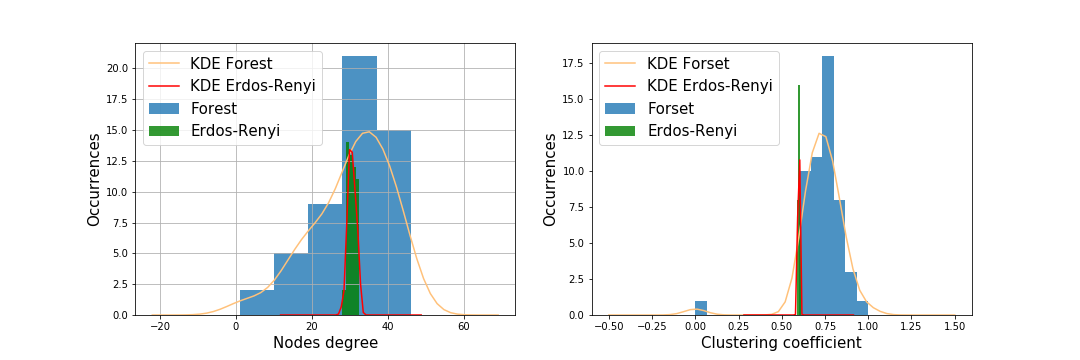 KDE Forest
KDE Erdos-Renyi
Forest
Erdos-Renyi
Occurrences
20.0
17.5
15.0
12.5
10.0
7.5
5.0
2.5
0.0
−20 0 20 40 60
Nodes degree
KDE Forset
KDE Erdos-Renyi
Forset
Erdos-Renyi
Occurrences
17.5
15.0
12.5
10.0
7.5
5.0
2.5
0.0
−0.50 −0.25 0.00 0.25 0.50 0.75 1.00 1.25 1.50
Clustering coefficient